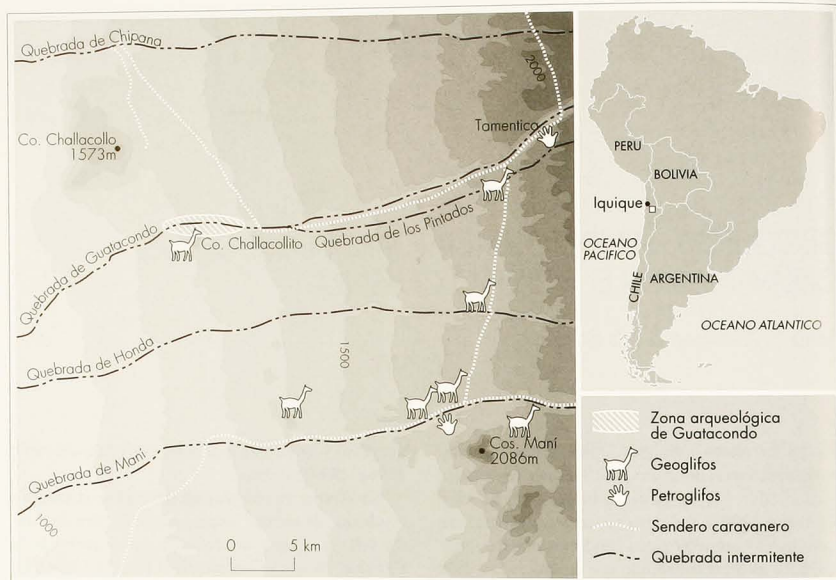 Quebrada de Chipana
2000
Tamentica
Co. Challacollo
1573m
Quebrada de Guatacondo
Co. Challacollito
Quebrada de los Pintados
Quebrada de Honda
1500
Cos. Maní
2086m
Quebrada de Maní
1000
0 5 km
PERU
BOLIVIA
Iquique
OCEANO
PACIFICO
CHILE
ARGENTINA
OCEANO ATLANTICO
Zona arqueológica
de Guatacondo
Geoglifos
Petroglifos
Sendero caravanero
Quebrada intermitente